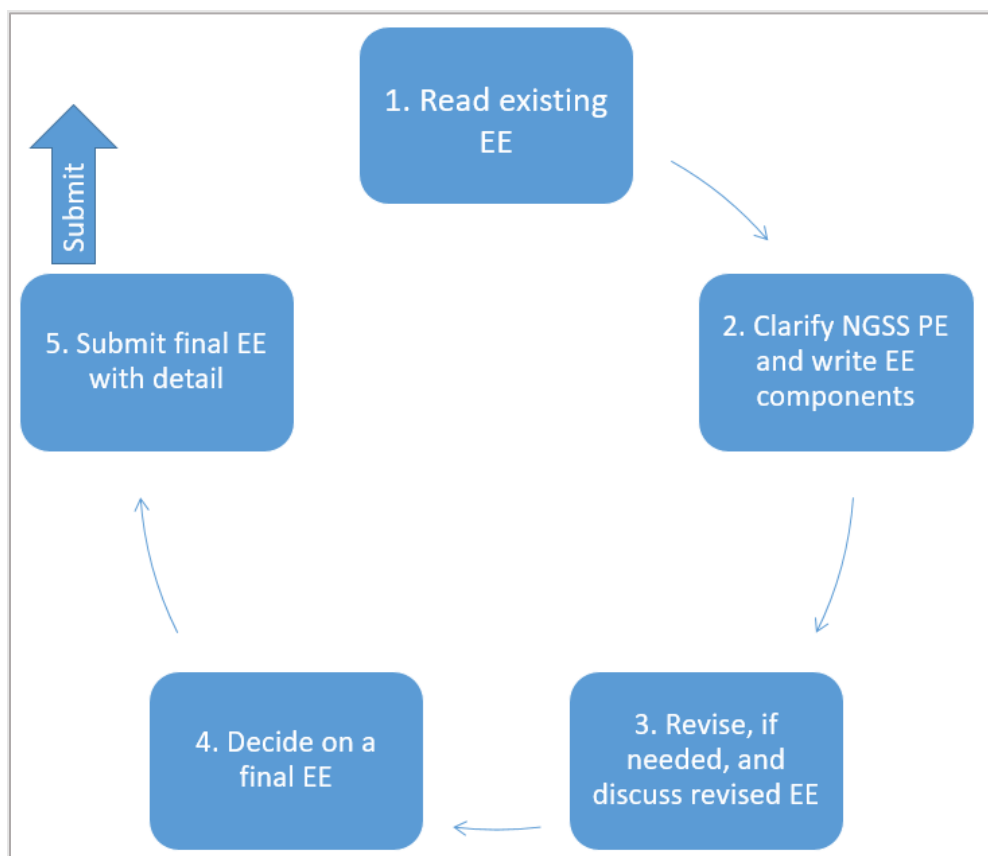 1. Read existing
EE
2. Clarify NGSS PE
and write EE
components
3. Revise, if
needed, and
discuss revised EE
4. Decide on a
final EE
5. Submit final EE
with detail
Submit